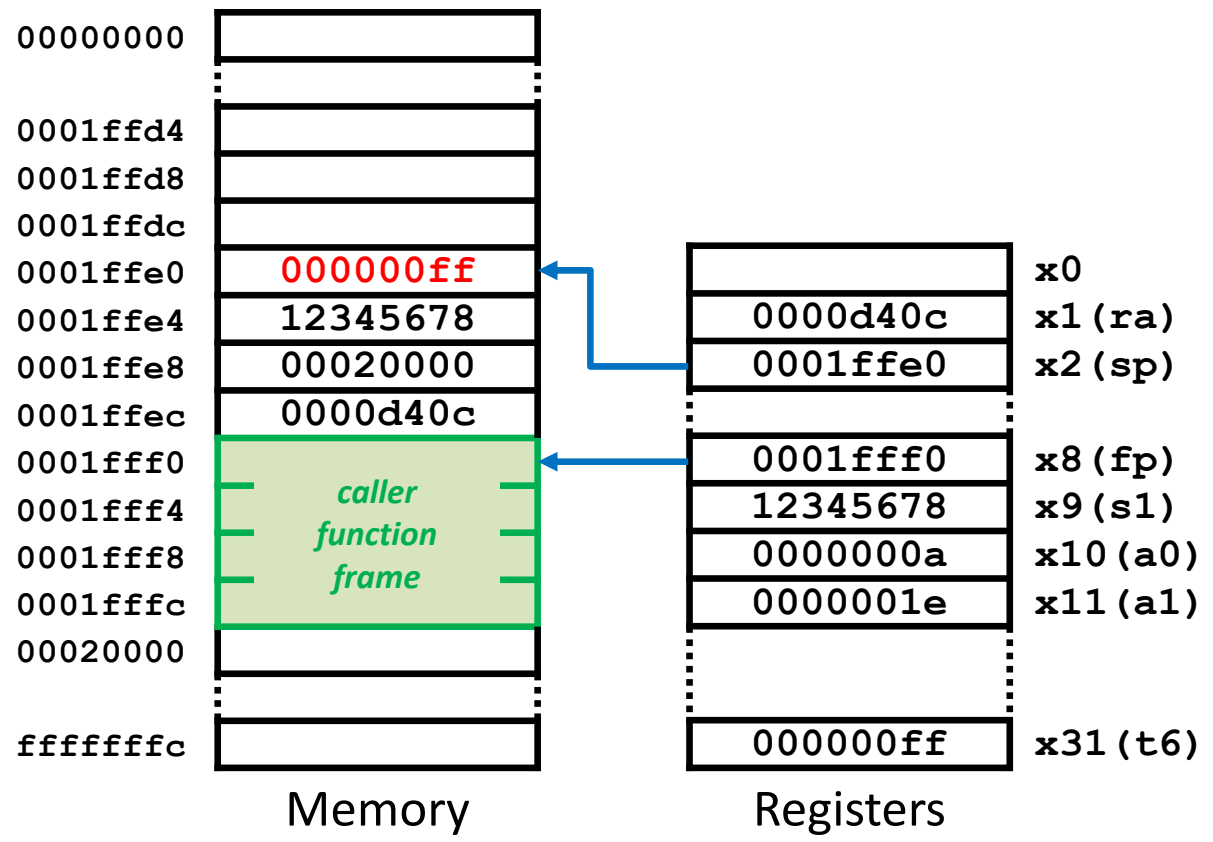 00000000
0001ffd4
0001ffd8
0001ffdc
0001ffe0 000000ff x0
0001ffe4 12345678 0000d40c x1(ra)
0001ffe8 00020000 0001ffe0 x2(sp)
0001ffec 0000d40c
0001fff0 caller 0001fff0 x8(fp)
0001fff4 function 12345678 x9(s1)
0001fff8 frame 0000000a x10(a0)
0001fffc 0000001e x11(a1)
00020000
fffffffc 000000ff x31(t6)
Memory Registers